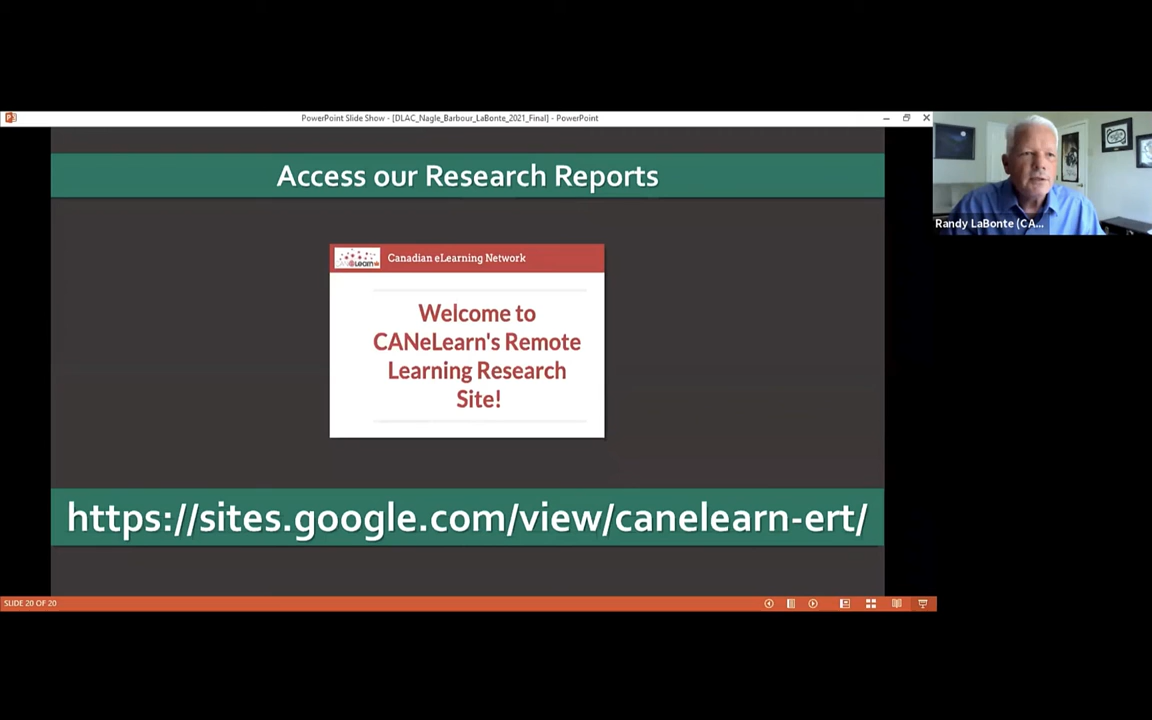 PowerPoint Slide Show - [DLAC_Nagle_Barbour_LaBonte_2021_Final] - PowerPoint
Access our Research Reports
Canadian eLearning Network
Welcome to
CANeLearn's Remote
Learning Research
Site!
https://sites.google.com/view/canelearn-ert/
SLIDE 20 OF 20
Randy LaBonte (CA...